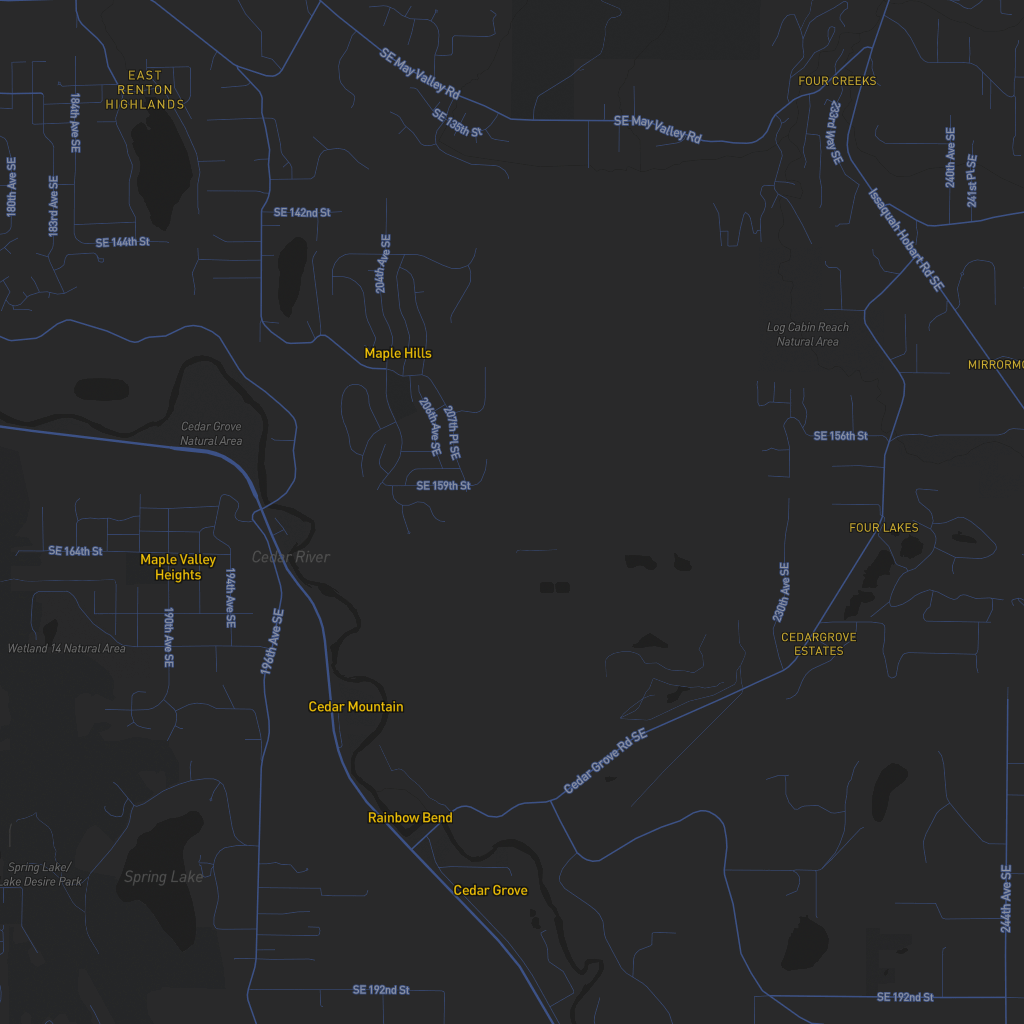 SE May Valley Rd
EAST
RENTON
HIGHLANDS
FOUR CREEKS
184th Ave SE
SE 135th St
SE May Valley Rd
233rd Way SE
240th Ave SE
241st Pl SE
180th Ave SE
183rd Ave SE
SE 142nd St
SE 144th St
204th Ave SE
Issaquah Hobart Rd SE
Log Cabin Reach
Natural Area
Maple Hills
MIRRORMO
Cedar Grove
Natural Area
206th Ave SE
207th Pl SE
SE 156th St
SE 159th St
FOUR LAKES
SE 164th St
Maple Valley
Heights
Cedar River
194th Ave SE
230th Ave SE
190th Ave SE
196th Ave SE
CEDARGROVE
ESTATES
Wetland 14 Natural Area
Cedar Mountain
Cedar Grove Rd SE
Rainbow Bend
Spring Lake/
Lake Desire Park
Spring Lake
Cedar Grove
244th Ave SE
SE 192nd St
SE 192nd St